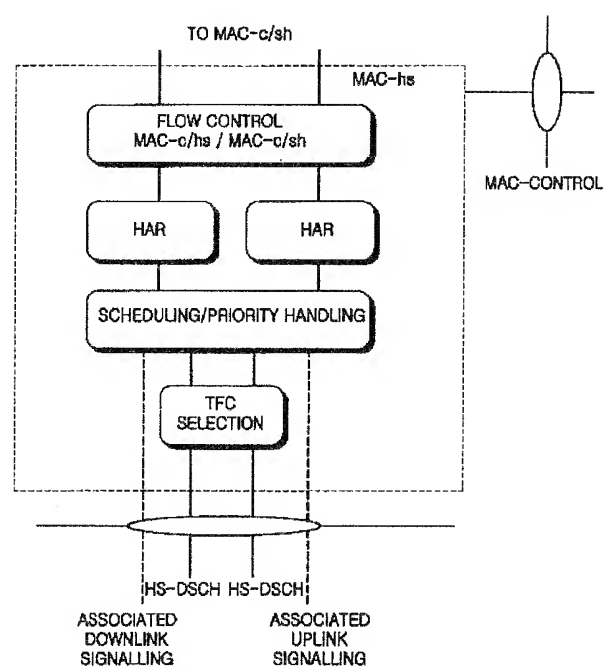 TO MAC-c/sh
MAC-hs
FLOW CONTROL
MAC-c/hs / MAC-c/sh
MAC-CONTROL
HAR
HAR
SCHEDULING/PRIORITY HANDLING
TFC
SELECTION
HS-DSCH
HS-DSCH
ASSOCIATED
DOWNLINK
SIGNALLING
ASSOCIATED
UPLINK
SIGNALLING